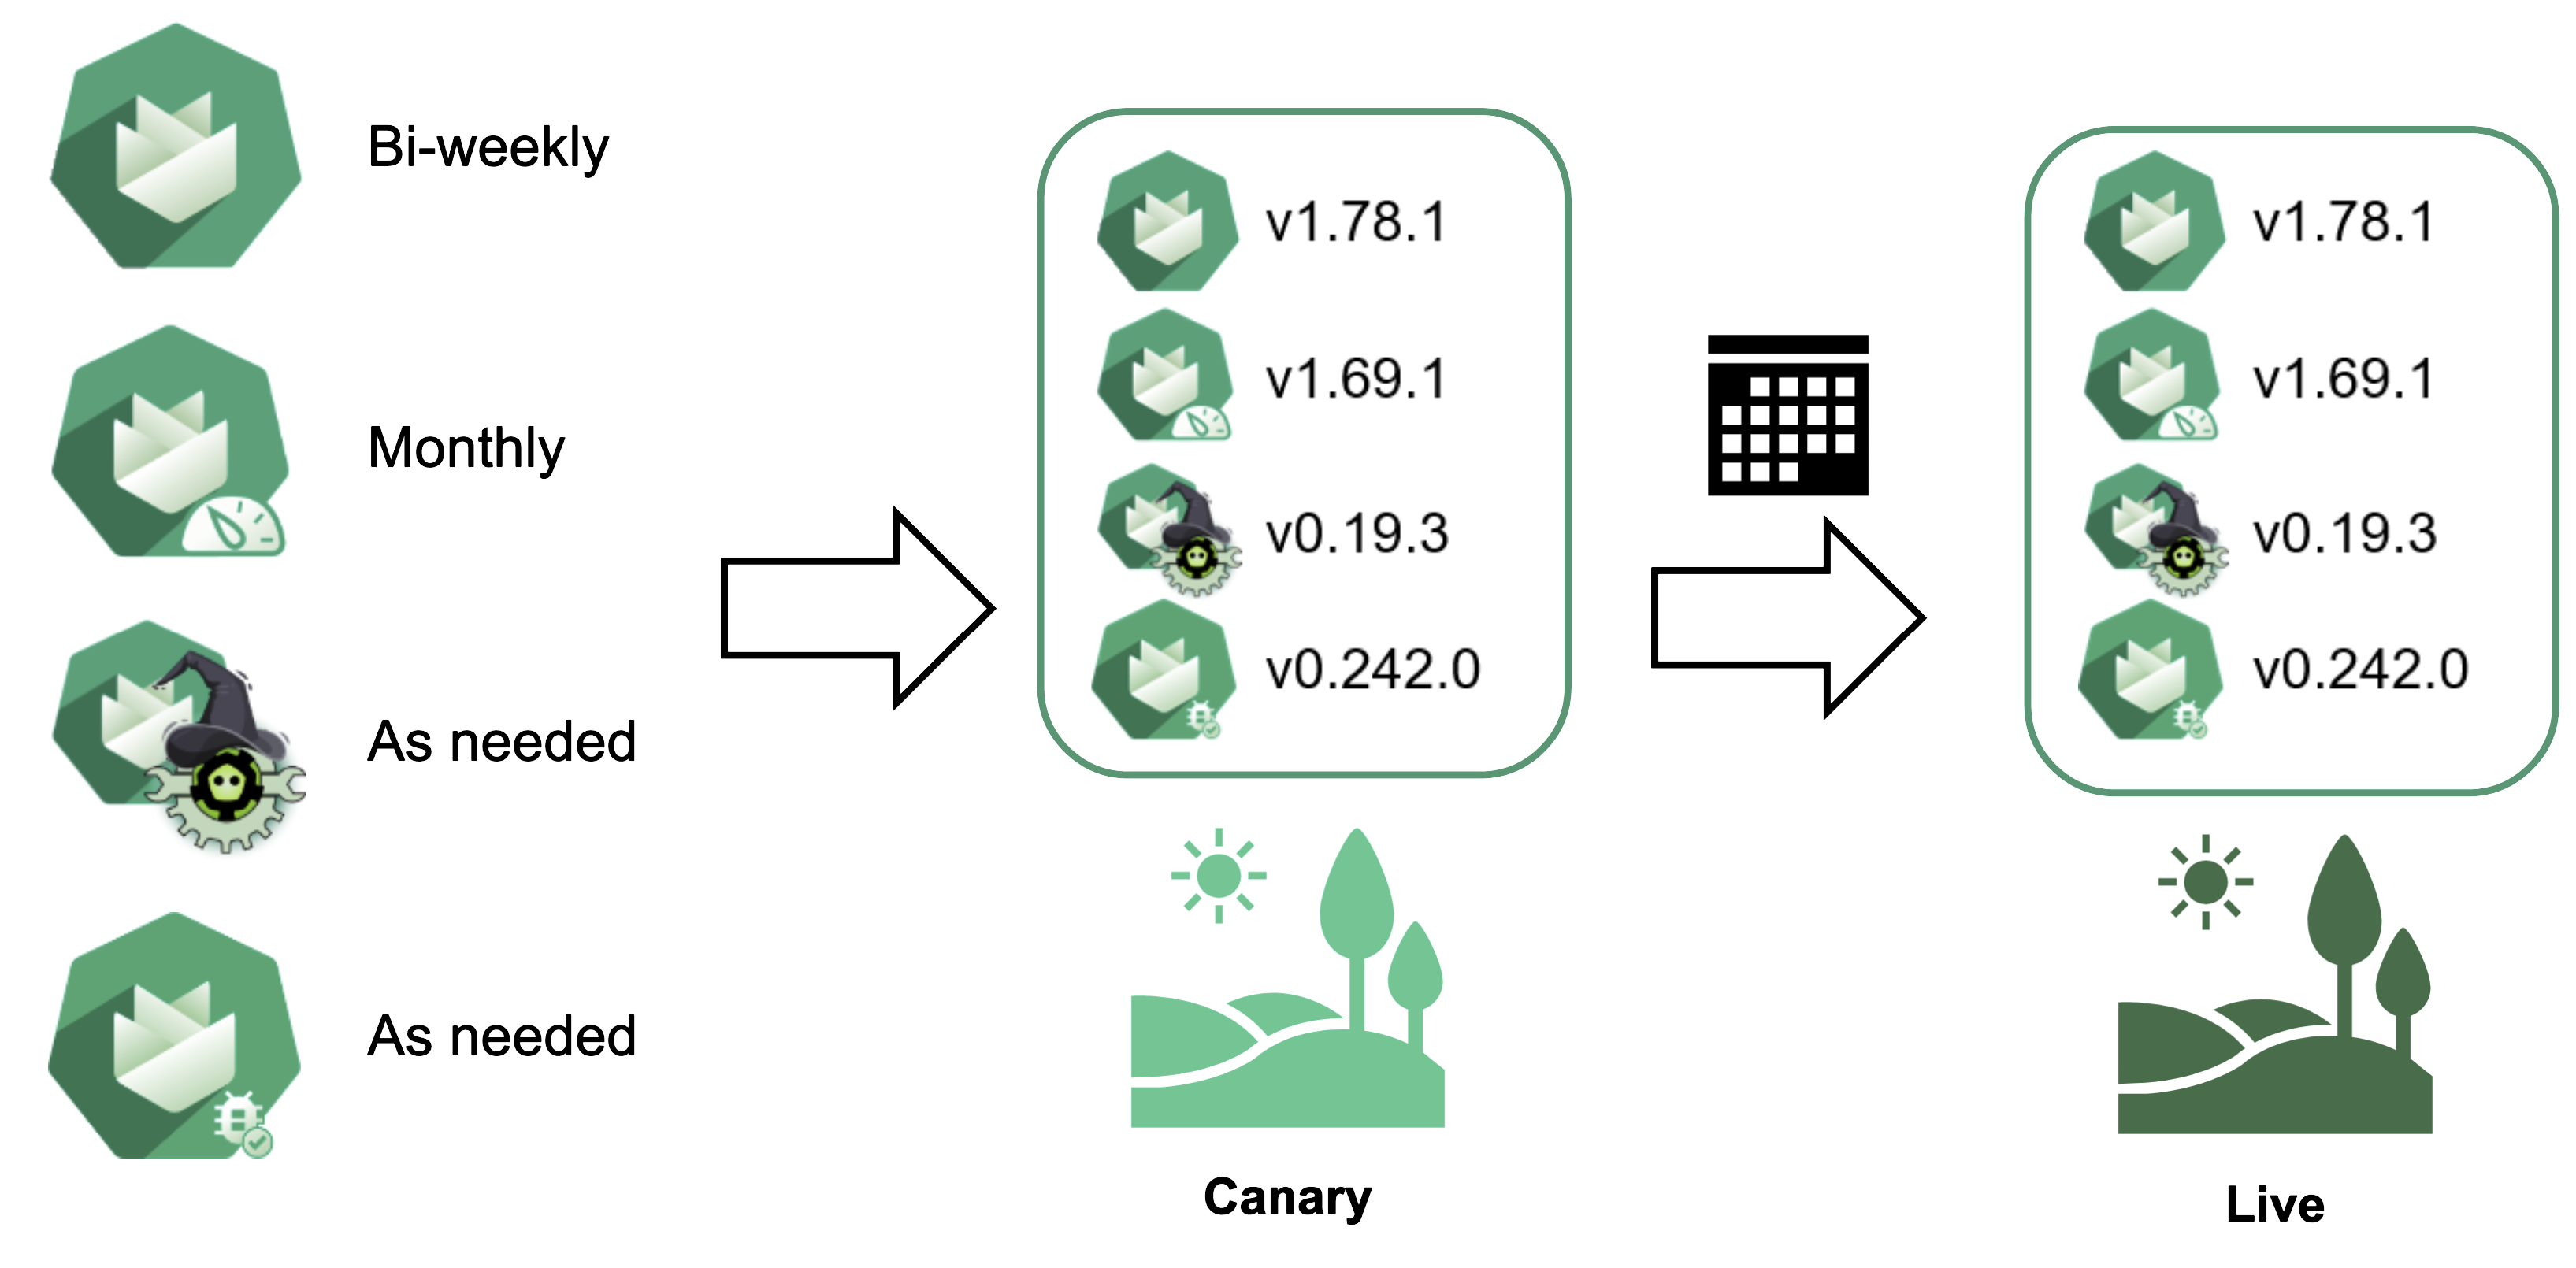 Bi-weekly
Monthly
As needed
As needed
v1.78.1
v1.69.1
v0.19.3
v0.242.0
Canary
v1.78.1
v1.69.1
v0.19.3
v0.242.0
Live